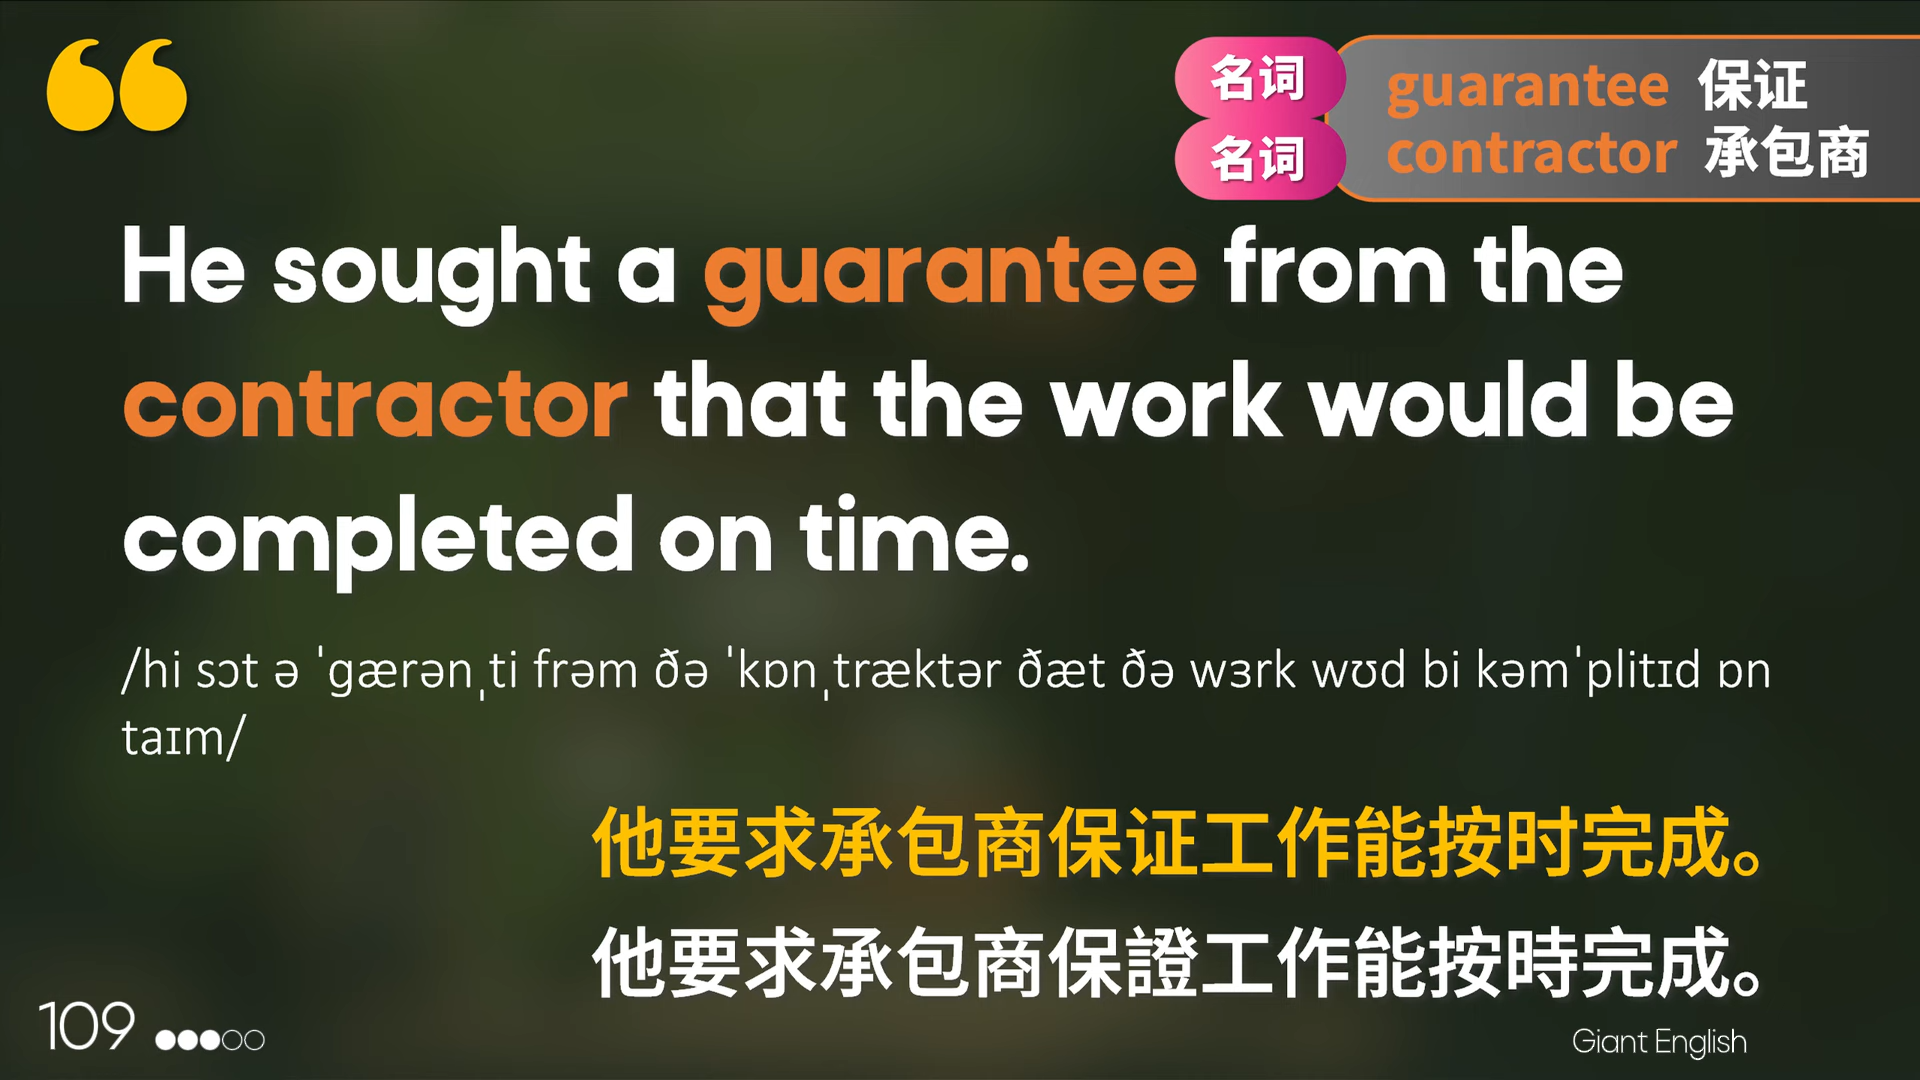 名词 guarantee 保证
名词 contractor 承包商
He sought a guarantee from the
contractor that the work would be
completed on time.
/hi sɔt ə ˈɡærənˌti frəm ðə ˈkɒnˌtræktər ðæt ðə wɜrk wʊd bi kəmˈplitɪd ɒn
taɪm/
他要求承包商保证工作能按时完成。
他要求承包商保證工作能按時完成。
109
Giant English